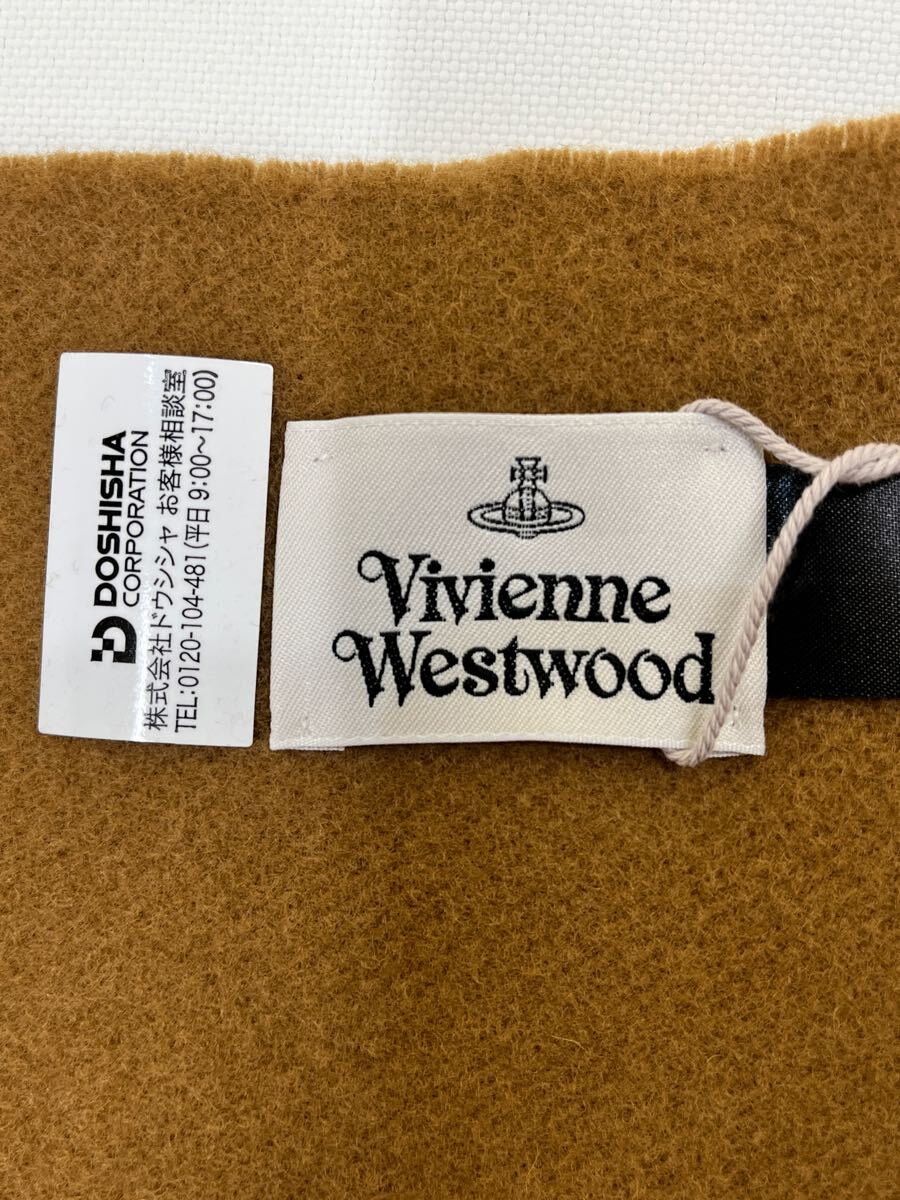 DOSHISHA
CORPORATION
株式会社ドウシシャ お客様相談室
TEL:0120-104-481(平日 9:00~17:00)
Vivienne
Westwood